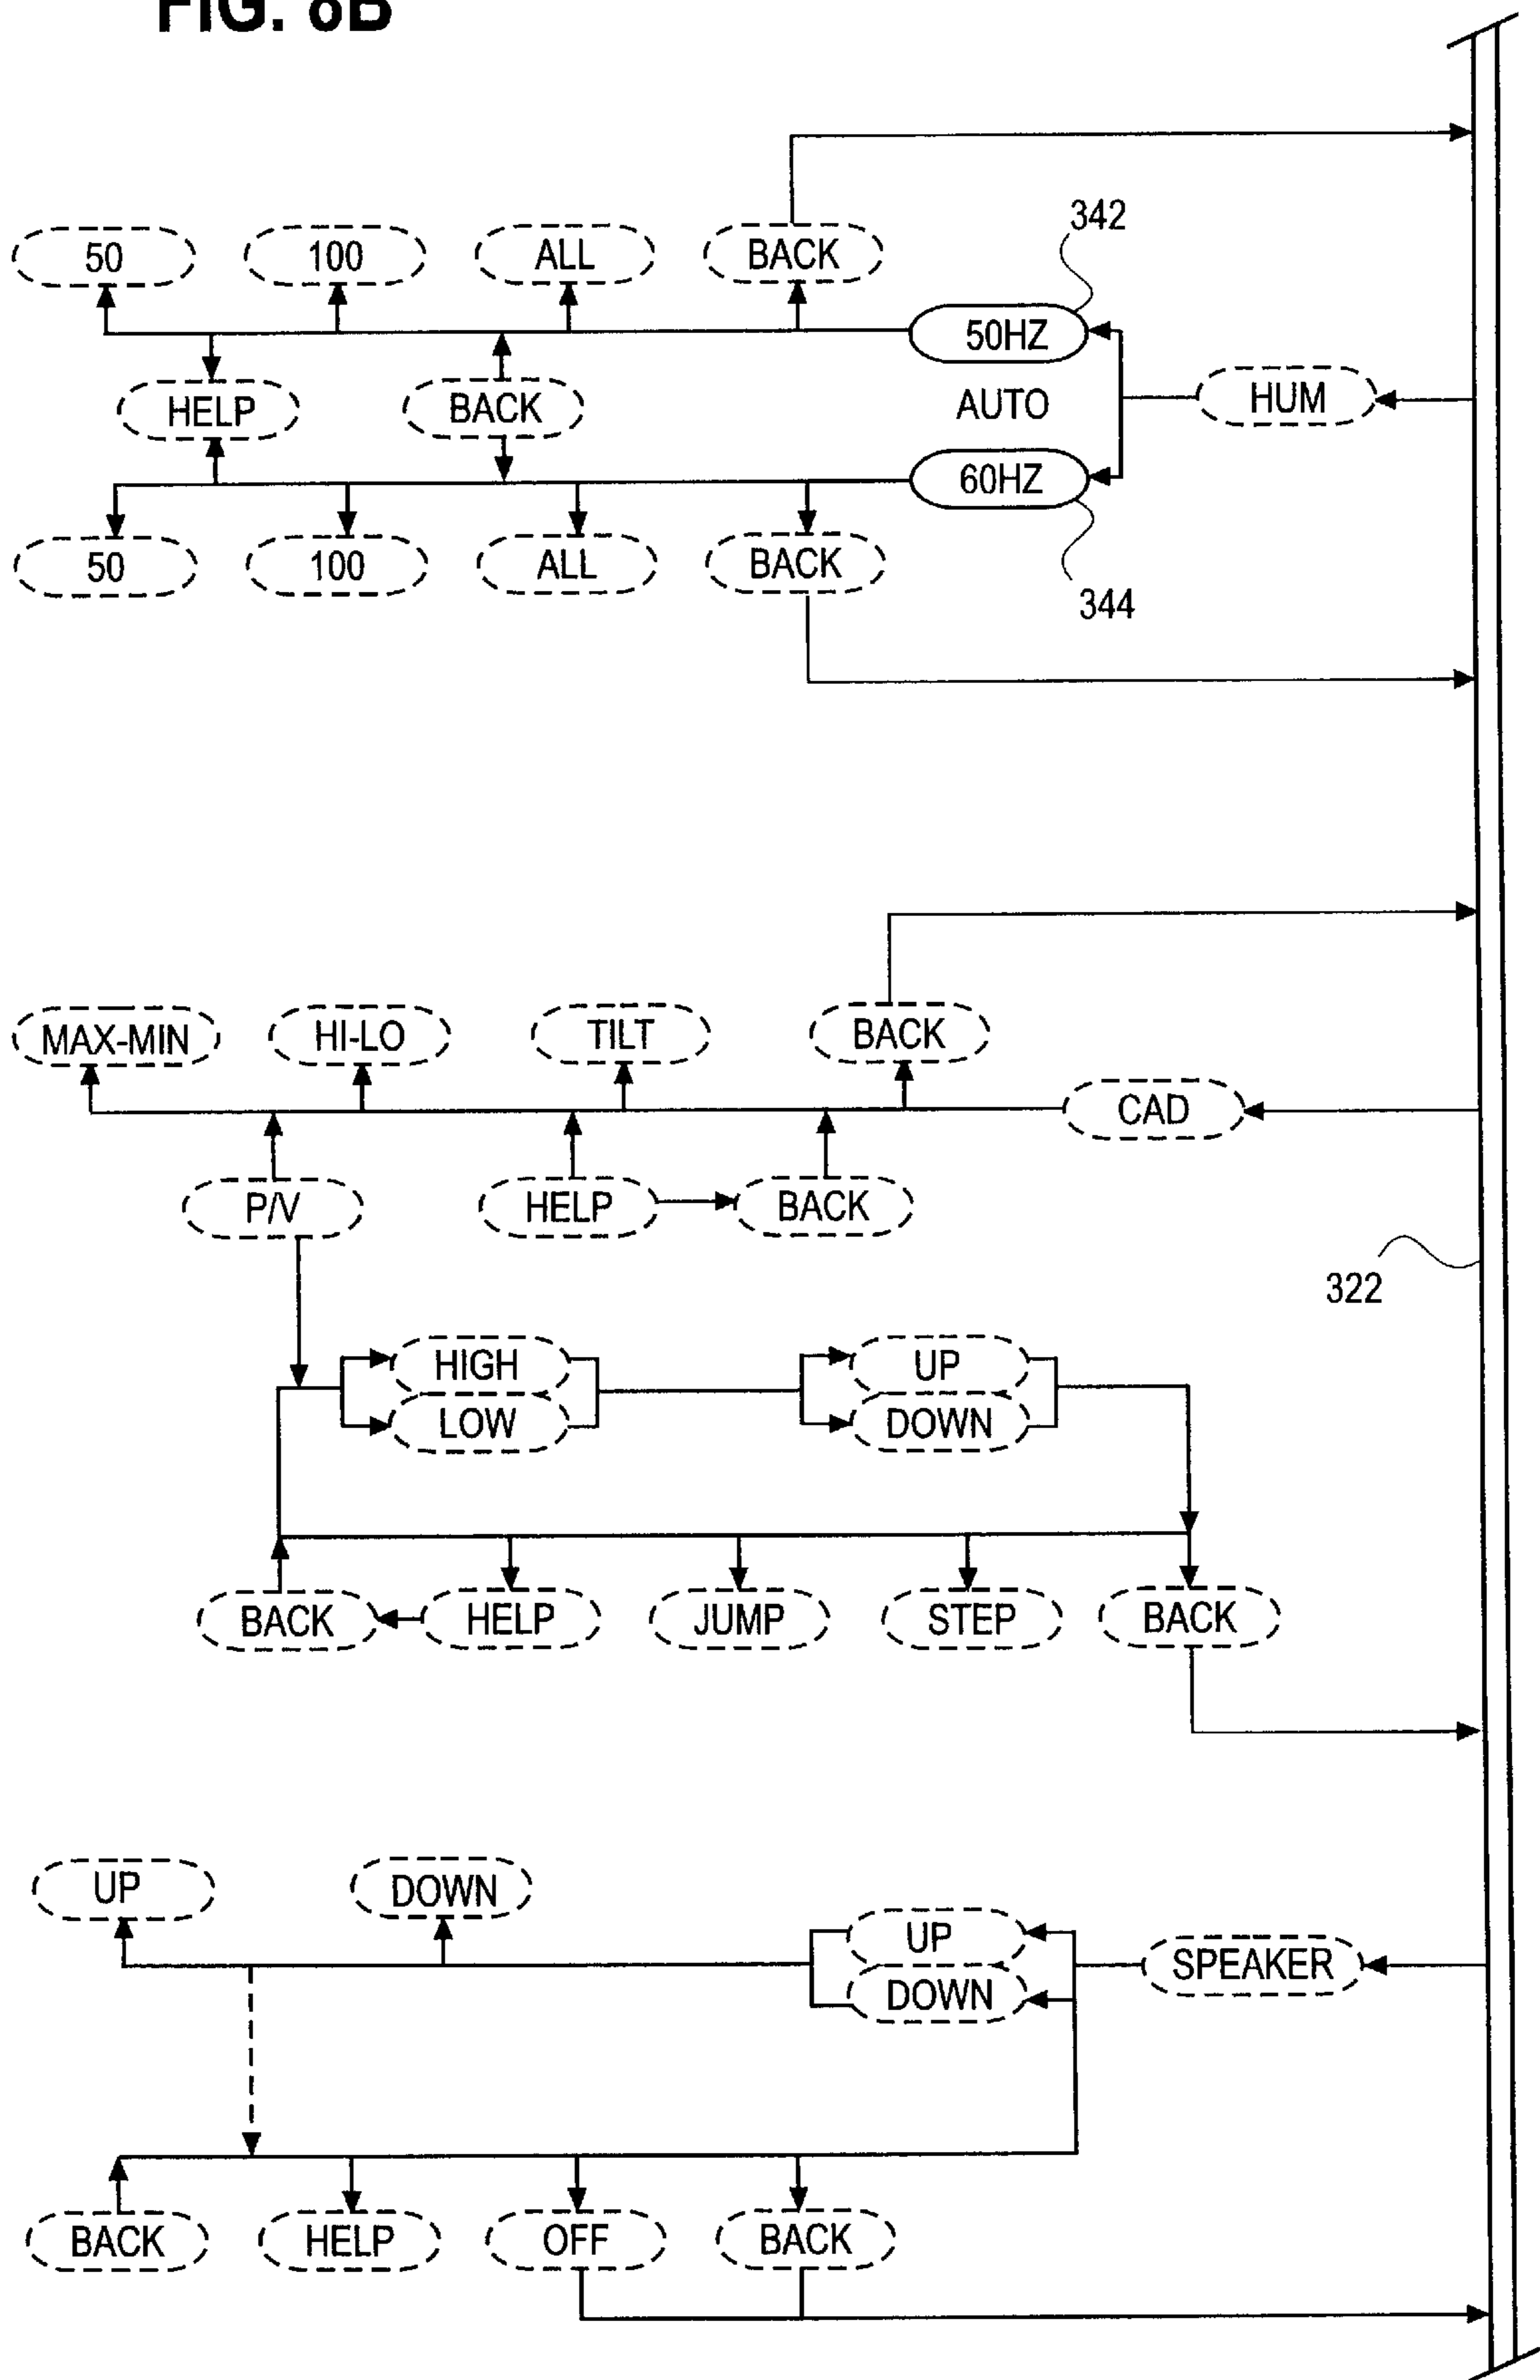 FIG. 8B
342
50 100 ALL BACK
50HZ
HELP BACK AUTO HUM
60HZ
50 100 ALL BACK
344
MAX-MIN HI-LO TILT BACK
CAD
P/V HELP BACK
322
HIGH UP
LOW DOWN
BACK HELP JUMP STEP BACK
UP DOWN
UP
SPEAKER
DOWN
BACK HELP OFF BACK